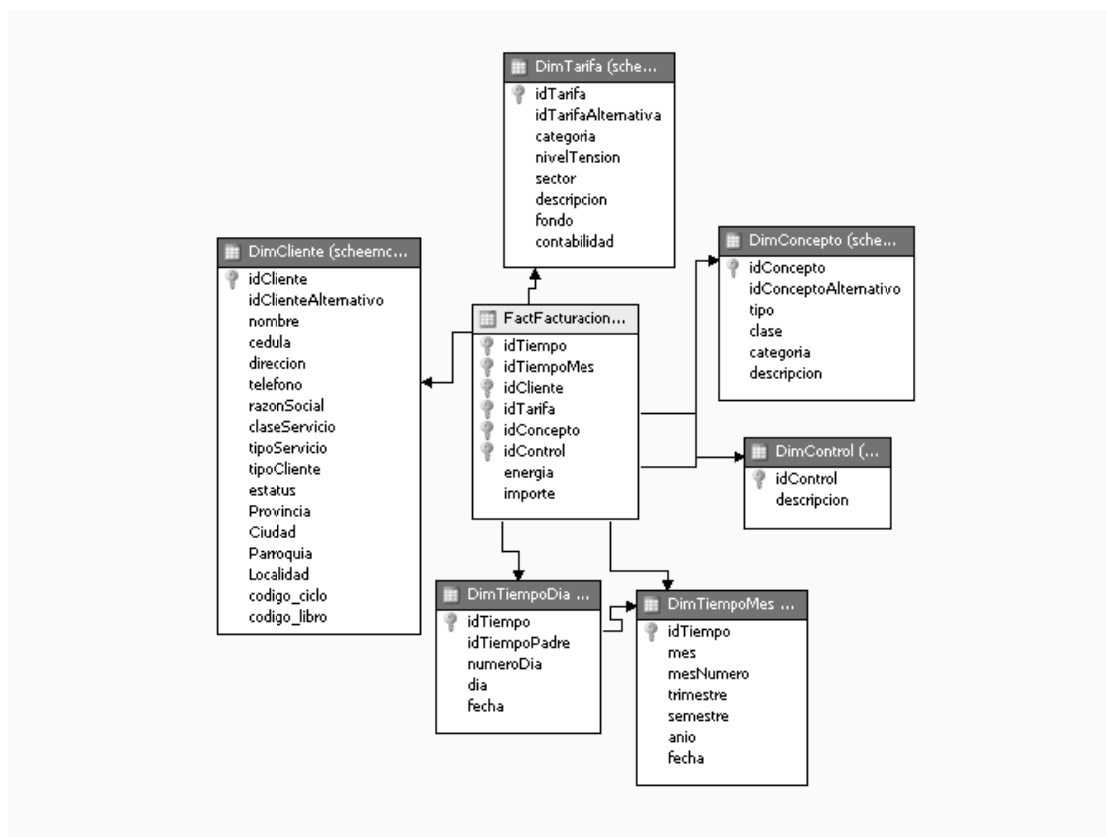 DimTarifa (sche...
idTarifa
idTarifaAlternativa
categoria
nivelTension
sector
descripcion
fondo
contabilidad
DimCliente (scheemc...
idCliente
idClienteAlternativo
nombre
cedula
direccion
telefono
razonSocial
claseServicio
tipoServicio
tipoCliente
estatus
Provincia
Ciudad
Parroquia
Localidad
codigo_ciclo
codigo_libro
FactFacturacion...
idTiempo
idTiempoMes
idCliente
idTarifa
idConcepto
idControl
energia
importe
DimConcepto (sche...
idConcepto
idConceptoAlternativo
tipo
clase
categoria
descripcion
DimControl (...
idControl
descripcion
DimTiempoDia ...
idTiempo
idTiempoPadre
numeroDia
dia
fecha
DimTiempoMes ...
idTiempo
mes
mesNumero
trimestre
semestre
anio
fecha